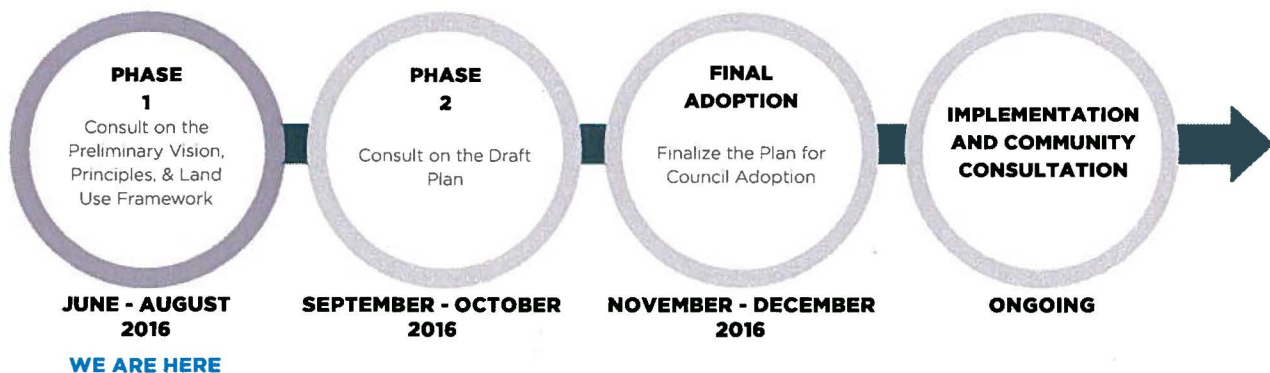 PHASE
1
Consult on the
Preliminary Vision,
Principles, & Land
Use Framework
JUNE - AUGUST
2016
WE ARE HERE
PHASE
2
Consult on the Draft
Plan
SEPTEMBER - OCTOBER
2016
FINAL
ADOPTION
Finalize the Plan for
Council Adoption
NOVEMBER - DECEMBER
2016
IMPLEMENTATION
AND COMMUNITY
CONSULTATION
ONGOING